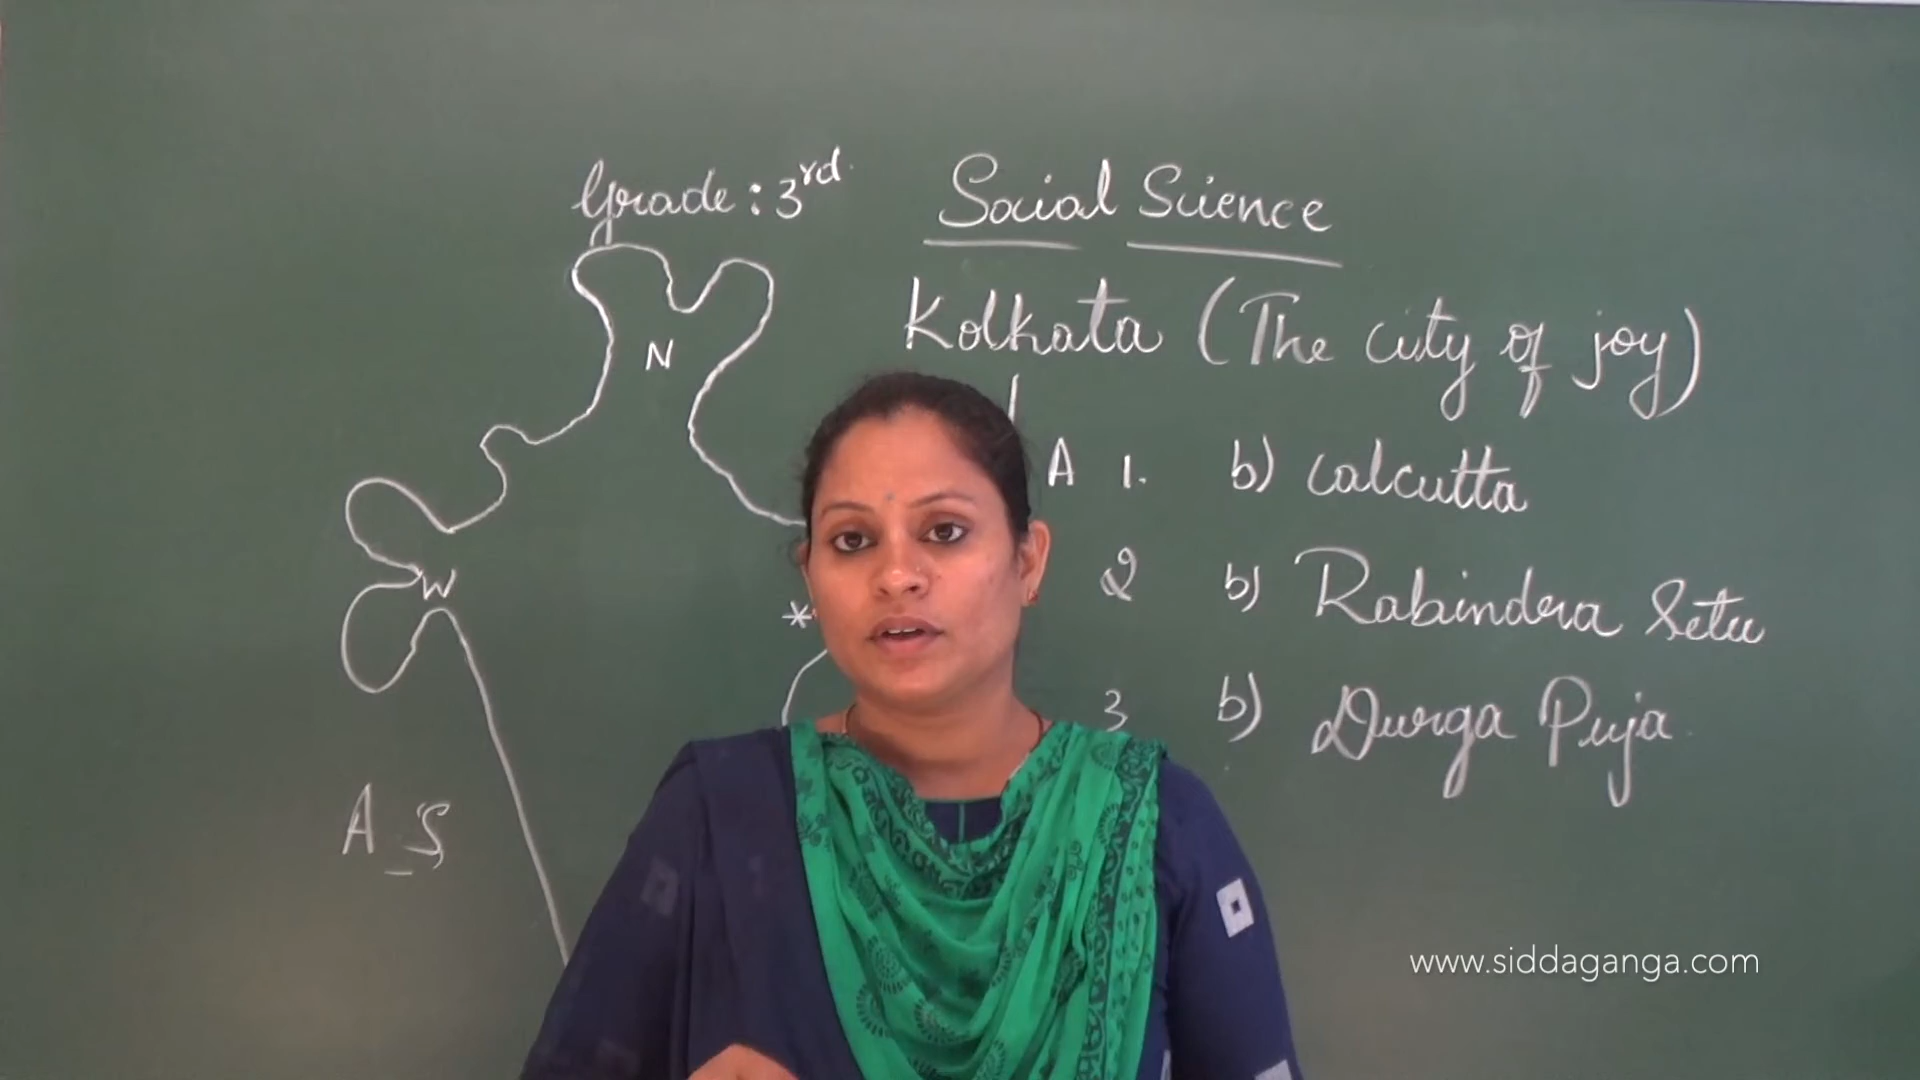 Grade: 3rd.
Social Science
Kolkata (The city of joy)
N
A 1. b) Calcutta
W
* 2 b) Rabindra Setu
3 b) Durga Puja.
A S
www.siddaganga.com